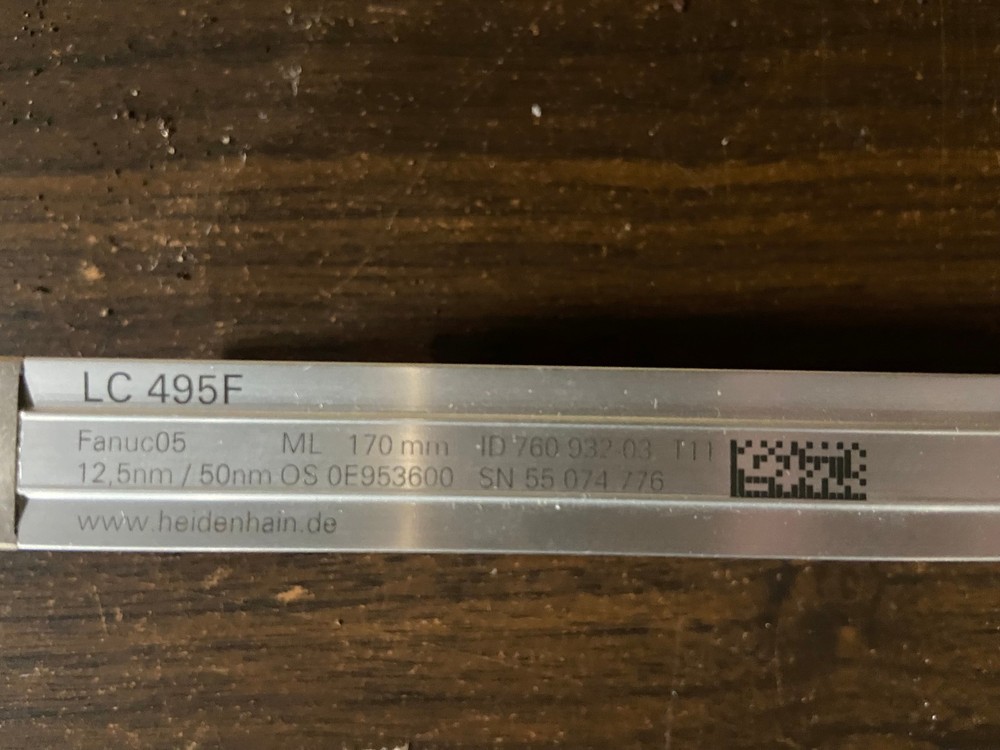 LC 495F
Fanuc05 ML 170 mm ID 760 932-03 T11
12,5nm / 50nm OS 0E953600 SN 55 074 776
www.heidenhain.de